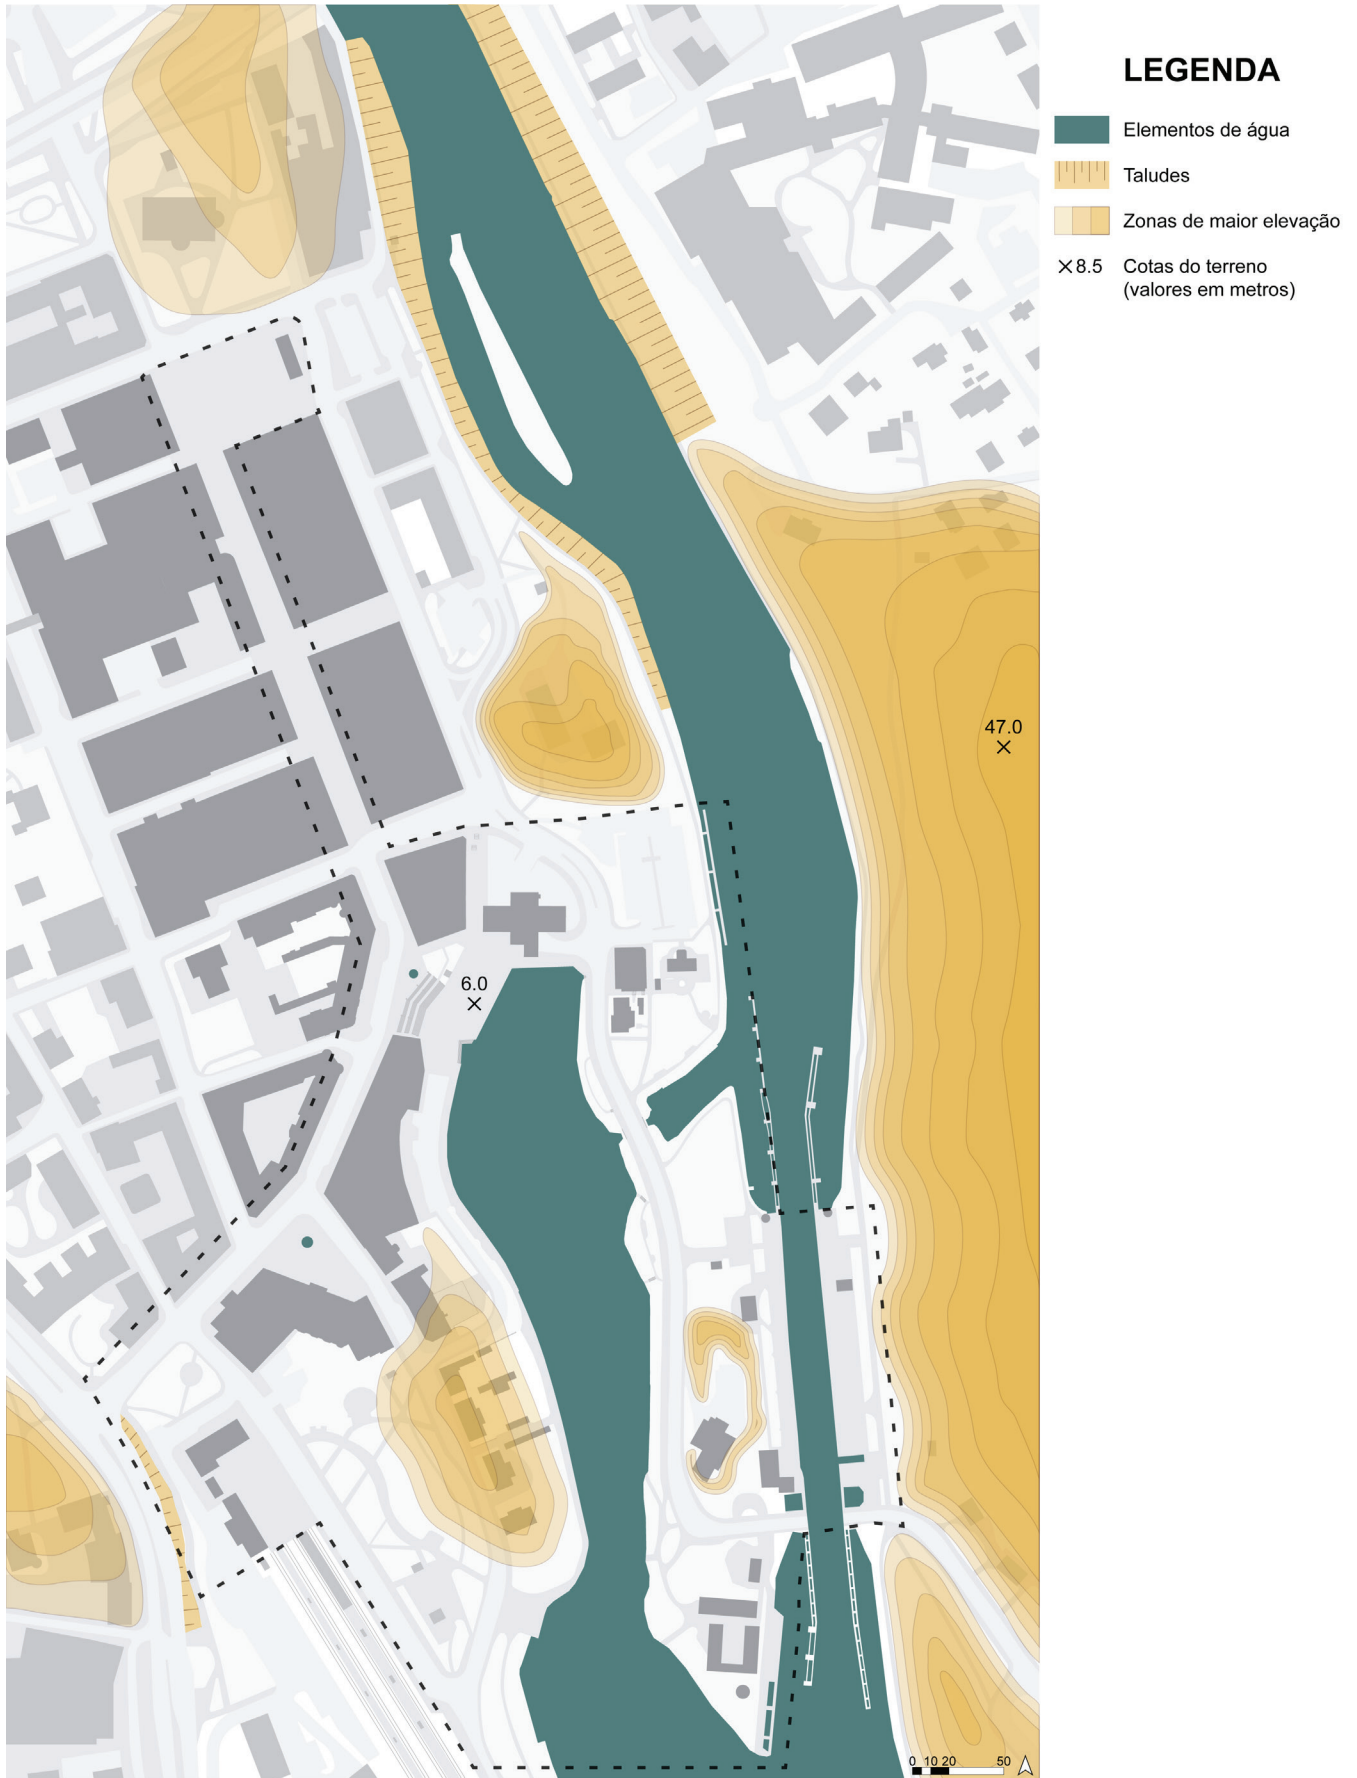 LEGENDA
Elementos de água
Taludes
Zonas de maior elevação
×8.5 Cotas do terreno
(valores em metros)
47.0
×
6.0
×
0 10 20 50